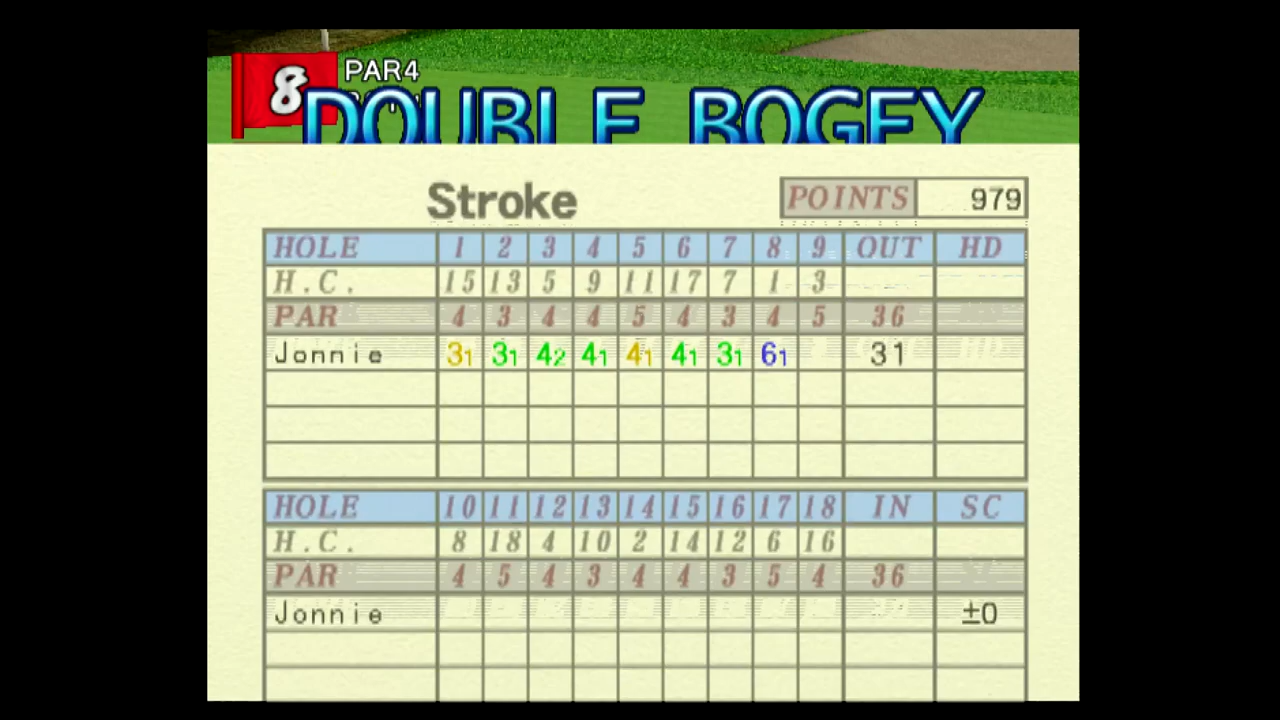 8 PAR4
DOUBLE BOGEY
Stroke POINTS 979
HOLE 1 2 3 4 5 6 7 8 9 OUT HD
H.C. 15 13 5 9 11 17 7 1 3
PAR 4 3 4 4 5 4 3 4 5 36
Jonnie 31 31 42 41 41 41 31 61 31
HOLE 10 11 12 13 14 15 16 17 18 IN SC
H.C. 8 18 4 10 2 14 12 6 16
PAR 4 5 4 3 4 4 3 5 4 36
Jonnie ±0